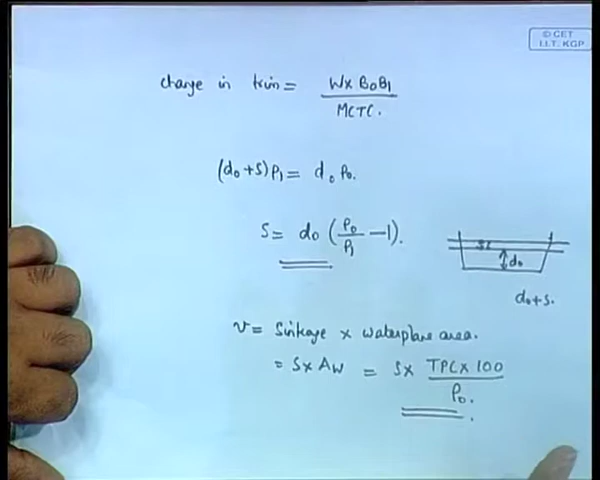 © CET
I.I.T. KGP
change in trim = W x B₀B₁ / MCTC.
(d₀ + S) ρ₁ = d₀ ρ₀.
S = d₀ (ρ₀ / ρ₁ − 1).
S
d₀
d₀ + S.
v = Sinkage x waterplane area.
= S x A_W = S x TPC x 100 / ρ₀.